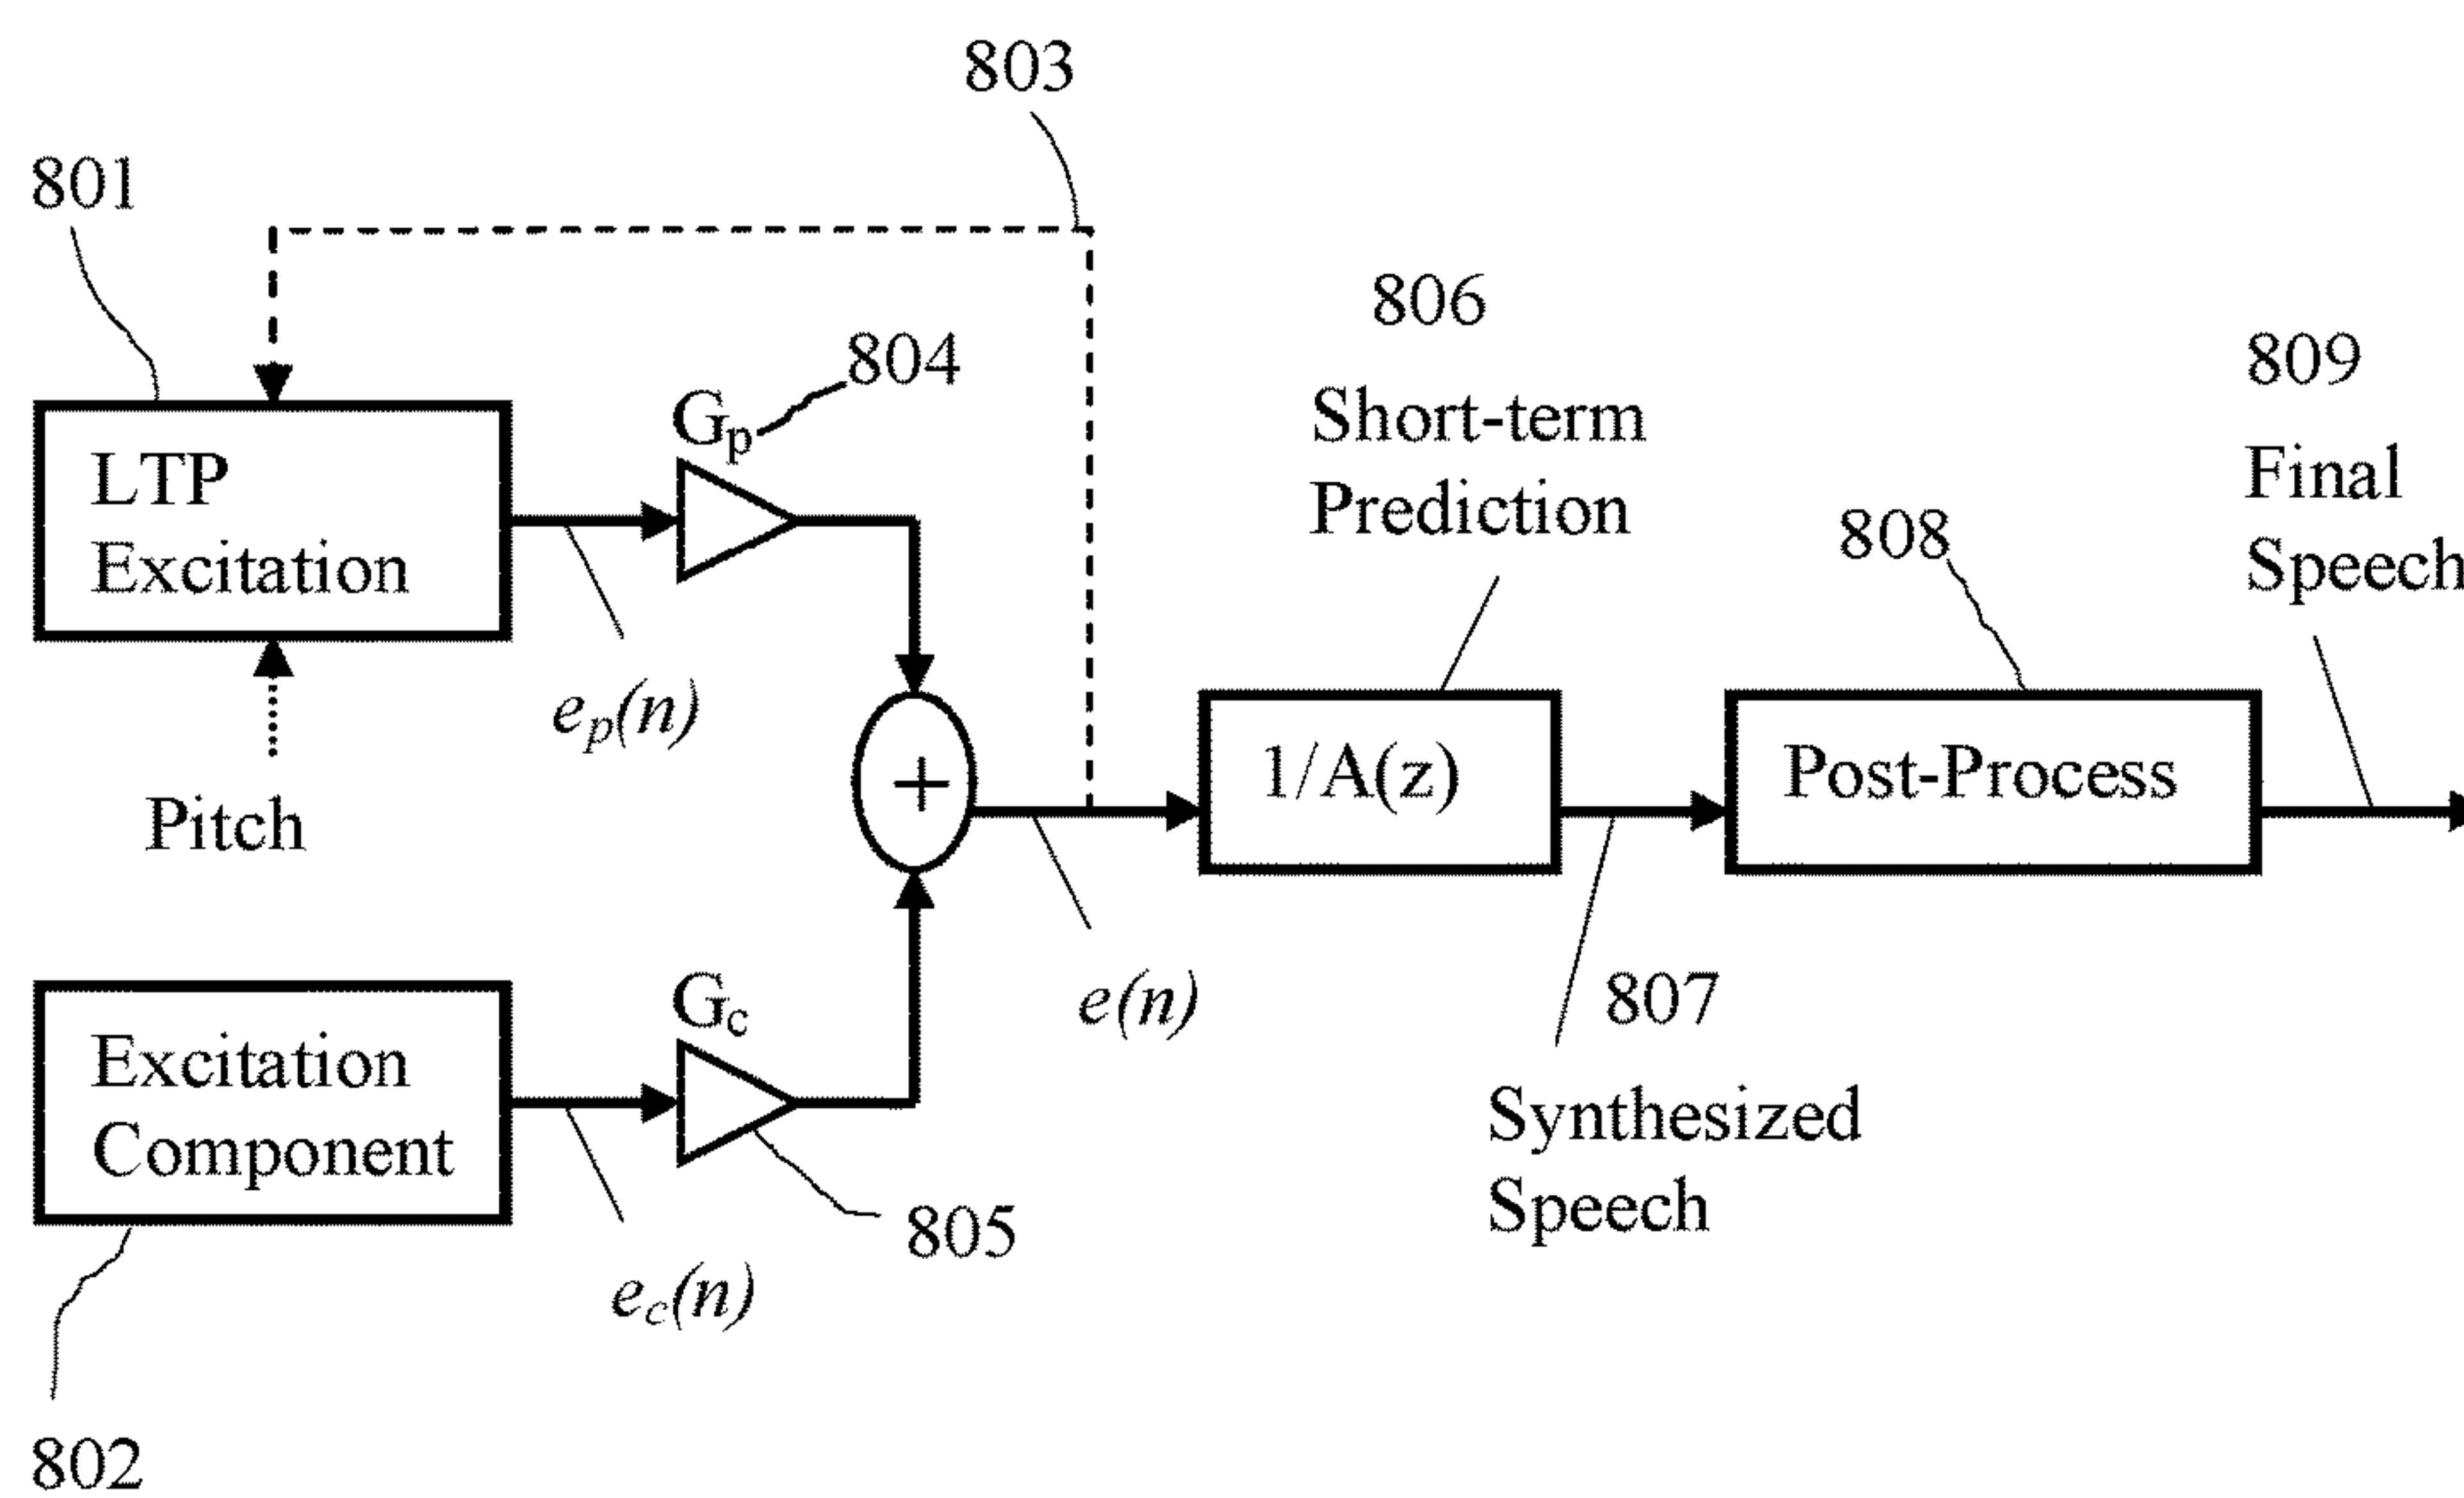 803
801
806
804
809
Short-term
Prediction
Gp
Final
Speech
808
LTP
Excitation
ep(n)
1/A(z)
Post-Process
+
Pitch
e(n)
Gc
807
Excitation
Component
Synthesized
Speech
805
ec(n)
802